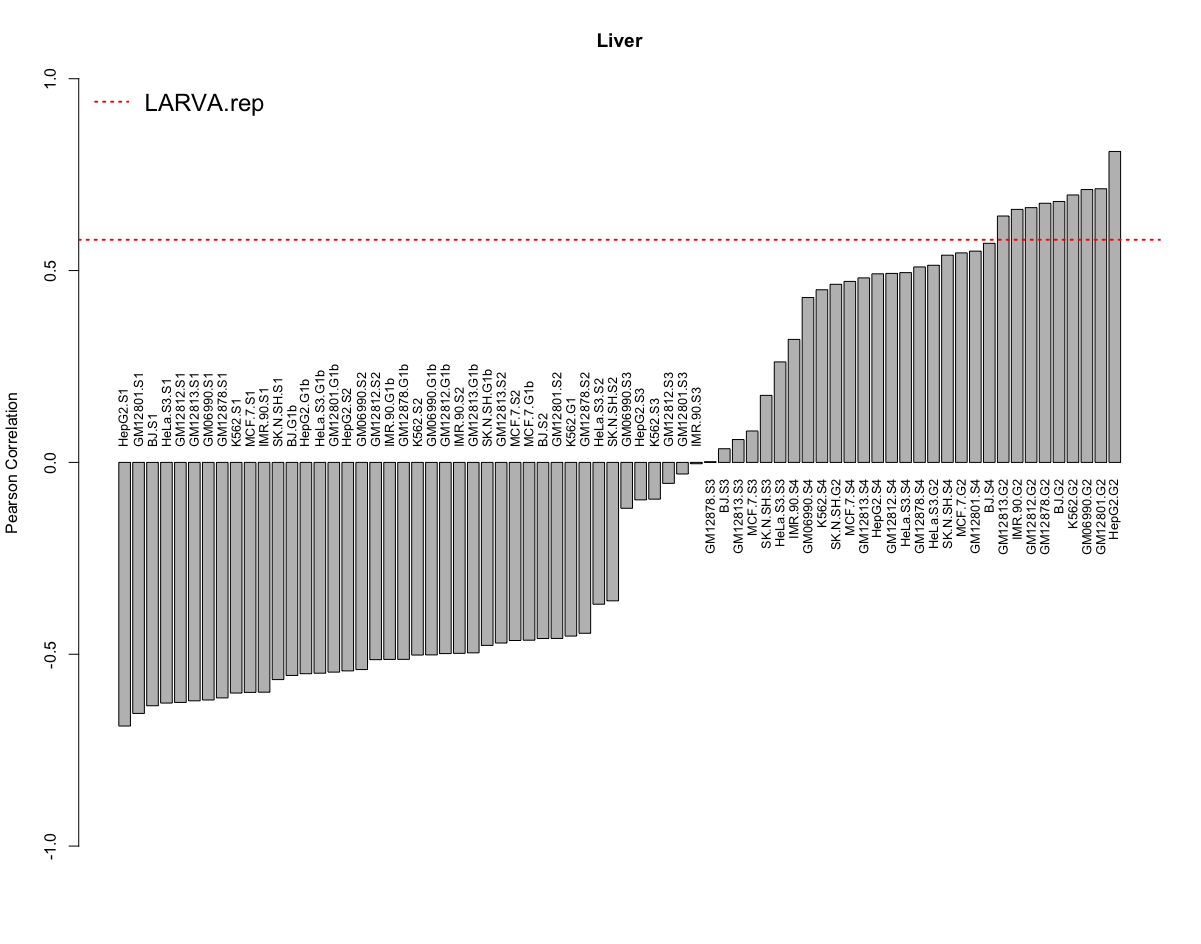 Liver
LARVA.rep
Pearson Correlation
1.0
0.5
0.0
-0.5
-1.0
HepG2.S1
GM12801.S1
BJ.S1
HeLa.S3.S1
GM12812.S1
GM12813.S1
GM06990.S1
GM12878.S1
K562.S1
MCF.7.S1
IMR.90.S1
SK.N.SH.S1
BJ.G1b
HepG2.G1b
HeLa.S3.G1b
GM12801.G1b
HepG2.S2
GM06990.S2
GM12812.S2
IMR.90.G1b
GM12878.G1b
K562.S2
GM06990.G1b
GM12812.G1b
IMR.90.S2
GM12813.G1b
SK.N.SH.G1b
GM12813.S2
MCF.7.S2
MCF.7.G1b
BJ.S2
GM12801.S2
K562.G1
GM12878.S2
HeLa.S3.S2
SK.N.SH.S2
GM06990.S3
HepG2.S3
K562.S3
GM12812.S3
GM12801.S3
IMR.90.S3
GM12878.S3
BJ.S3
GM12813.S3
MCF.7.S3
SK.N.SH.S3
HeLa.S3.S3
IMR.90.S4
GM06990.S4
K562.S4
SK.N.SH.G2
MCF.7.S4
GM12813.S4
HepG2.S4
GM12812.S4
HeLa.S3.S4
GM12878.S4
HeLa.S3.G2
SK.N.SH.S4
MCF.7.G2
GM12801.S4
BJ.S4
GM12813.G2
IMR.90.G2
GM12812.G2
GM12878.G2
BJ.G2
K562.G2
GM06990.G2
GM12801.G2
HepG2.G2